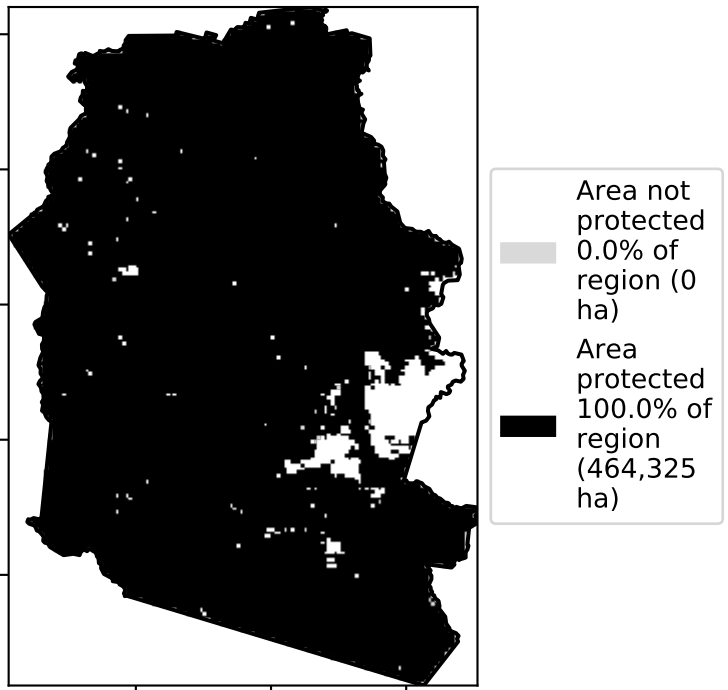 Area not
protected
0.0% of
region (0
ha)
Area
protected
100.0% of
region
(464,325
ha)